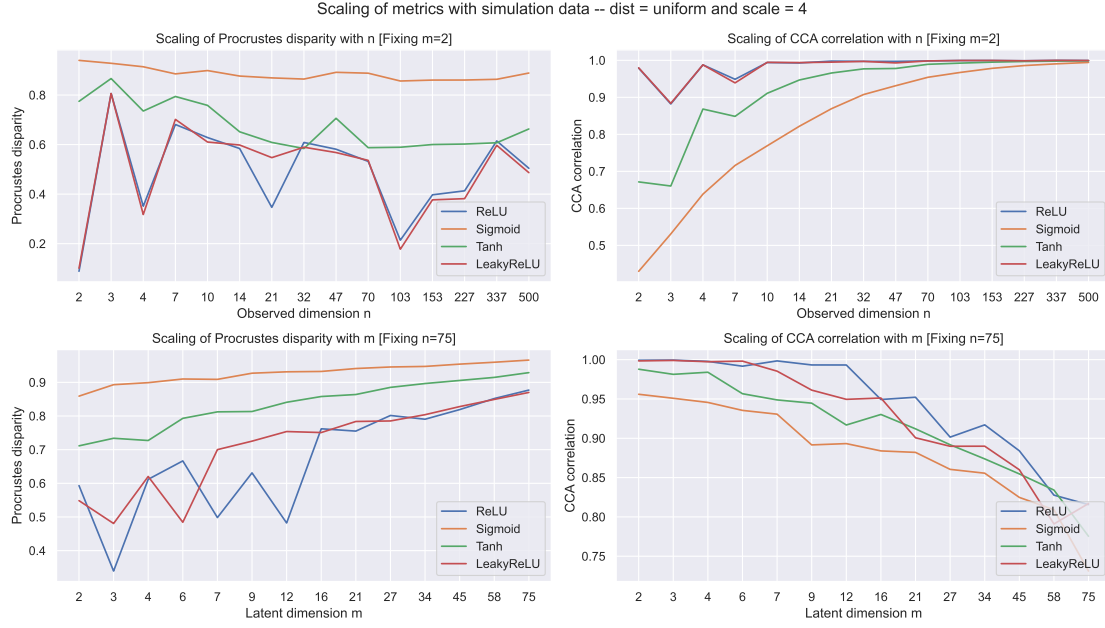 Scaling of metrics with simulation data -- dist = uniform and scale = 4
Scaling of Procrustes disparity with n [Fixing m=2]
Procrustes disparity
0.8
0.6
0.4
0.2
ReLU
Sigmoid
Tanh
LeakyReLU
2 3 4 7 10 14 21 32 47 70 103 153 227 337 500
Observed dimension n
Scaling of CCA correlation with n [Fixing m=2]
CCA correlation
1.0
0.9
0.8
0.7
0.6
0.5
ReLU
Sigmoid
Tanh
LeakyReLU
2 3 4 7 10 14 21 32 47 70 103 153 227 337 500
Observed dimension n
Scaling of Procrustes disparity with m [Fixing n=75]
Procrustes disparity
0.9
0.8
0.7
0.6
0.5
0.4
ReLU
Sigmoid
Tanh
LeakyReLU
2 3 4 6 7 9 12 16 21 27 34 45 58 75
Latent dimension m
Scaling of CCA correlation with m [Fixing n=75]
CCA correlation
1.00
0.95
0.90
0.85
0.80
0.75
ReLU
Sigmoid
Tanh
LeakyReLU
2 3 4 6 7 9 12 16 21 27 34 45 58 75
Latent dimension m